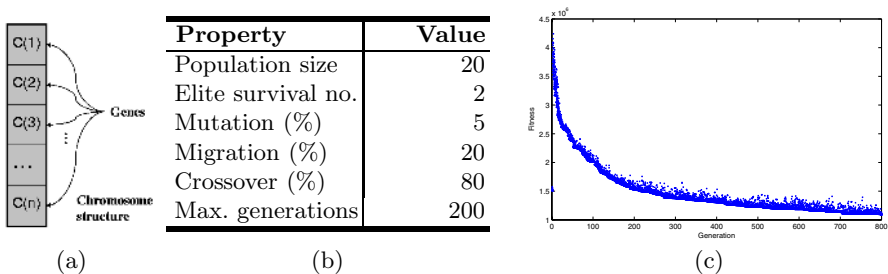 C(1)
C(2)
C(3)
...
C(n)
Genes
...
Chromosome
structure
(a)
Property Value
Population size 20
Elite survival no. 2
Mutation (%) 5
Migration (%) 20
Crossover (%) 80
Max. generations 200
(b)
x 10^6
4.5
4
3.5
3
2.5
2
1.5
1
Fitness
0 100 200 300 400 500 600 700 800
Generation
(c)